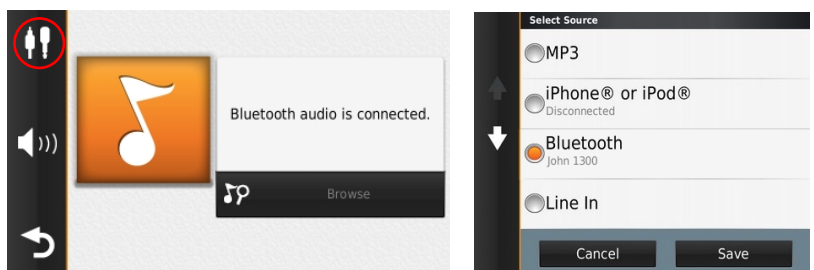 Bluetooth audio is connected.
Browse
Select Source
MP3
iPhone® or iPod®
Disconnected
Bluetooth
John 1300
Line In
Cancel
Save